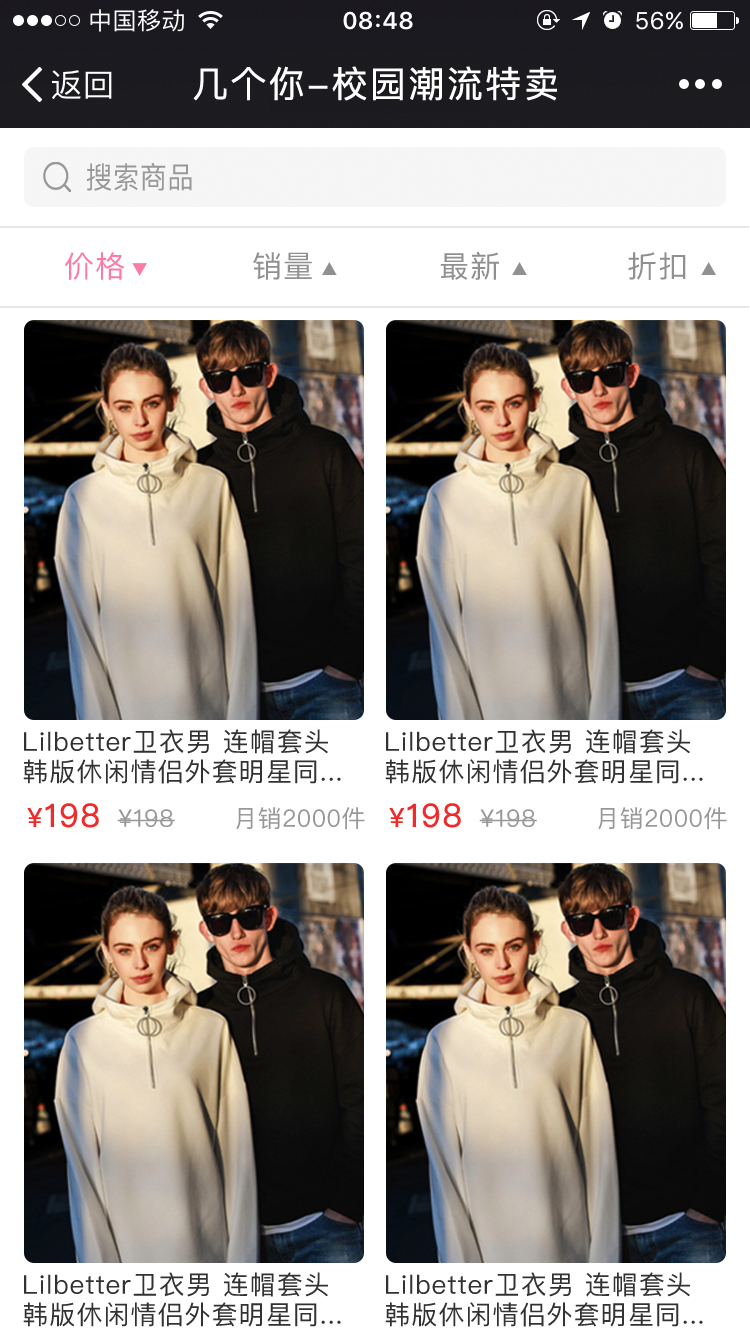 中国移动 08:48 56%
返回 几个你-校园潮流特卖
搜索商品
价格 销量 最新 折扣
Lilbetter卫衣男 连帽套头
韩版休闲情侣外套明星同...
¥198 ¥198 月销2000件
Lilbetter卫衣男 连帽套头
韩版休闲情侣外套明星同...
¥198 ¥198 月销2000件
Lilbetter卫衣男 连帽套头
韩版休闲情侣外套明星同...
Lilbetter卫衣男 连帽套头
韩版休闲情侣外套明星同...